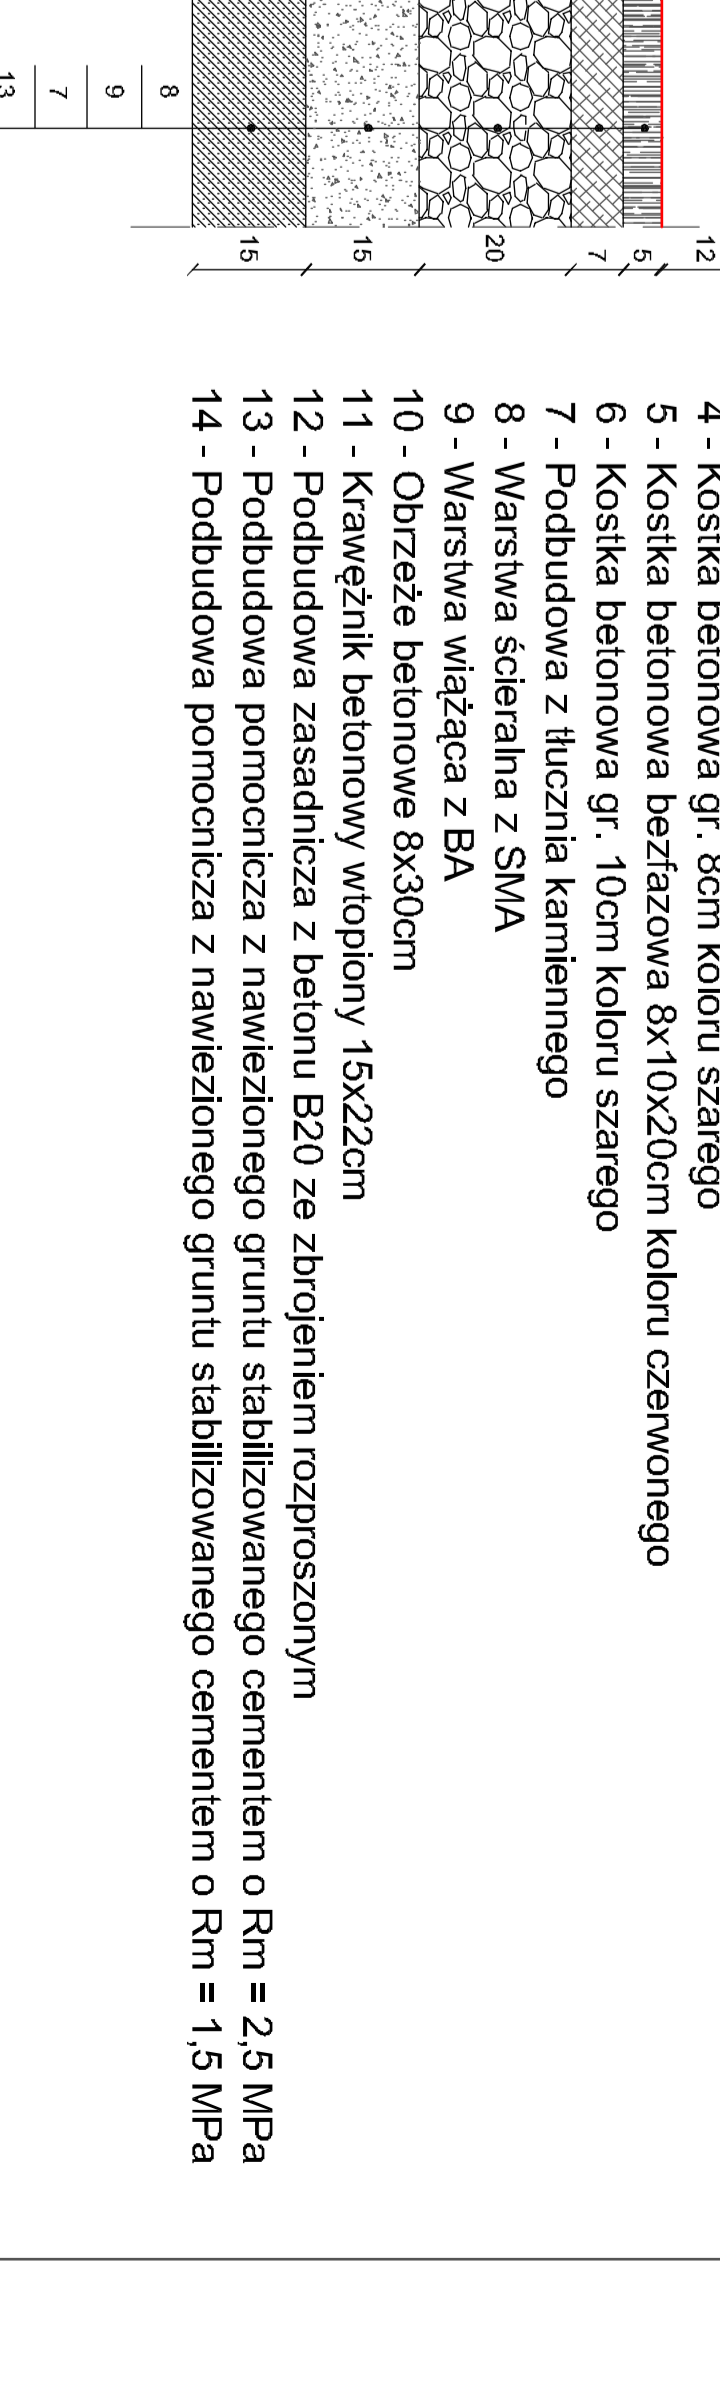 12
5
7
20
15
15
8
9
7
13
4 - Kostka betonowa gr. 8cm koloru szarego
5 - Kostka betonowa bezfazowa 8x10x20cm koloru czerwonego
6 - Kostka betonowa gr. 10cm koloru szarego
7 - Podbudowa z tłucznia kamiennego
8 - Warstwa ścieralna z SMA
9 - Warstwa wiążąca z BA
10 - Obrzeże betonowe 8x30cm
11 - Krawężnik betonowy wtopiony 15x22cm
12 - Podbudowa zasadnicza z betonu B20 ze zbrojeniem rozproszonym
13 - Podbudowa pomocnicza z nawiezionego gruntu stabilizowanego cementem o Rm = 2,5 MPa
14 - Podbudowa pomocnicza z nawiezionego gruntu stabilizowanego cementem o Rm = 1,5 MPa